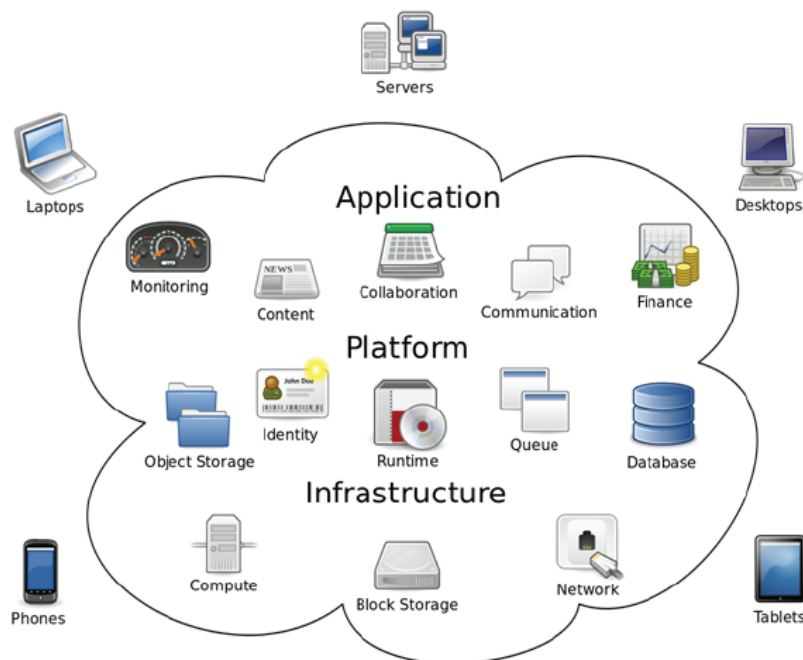 Servers
Laptops
Desktops
Application
Monitoring
NEWS
Content
Collaboration
Communication
Finance
Platform
John Doe
Object Storage
Identity
Runtime
Queue
Database
Infrastructure
Compute
Block Storage
Network
Phones
Tablets